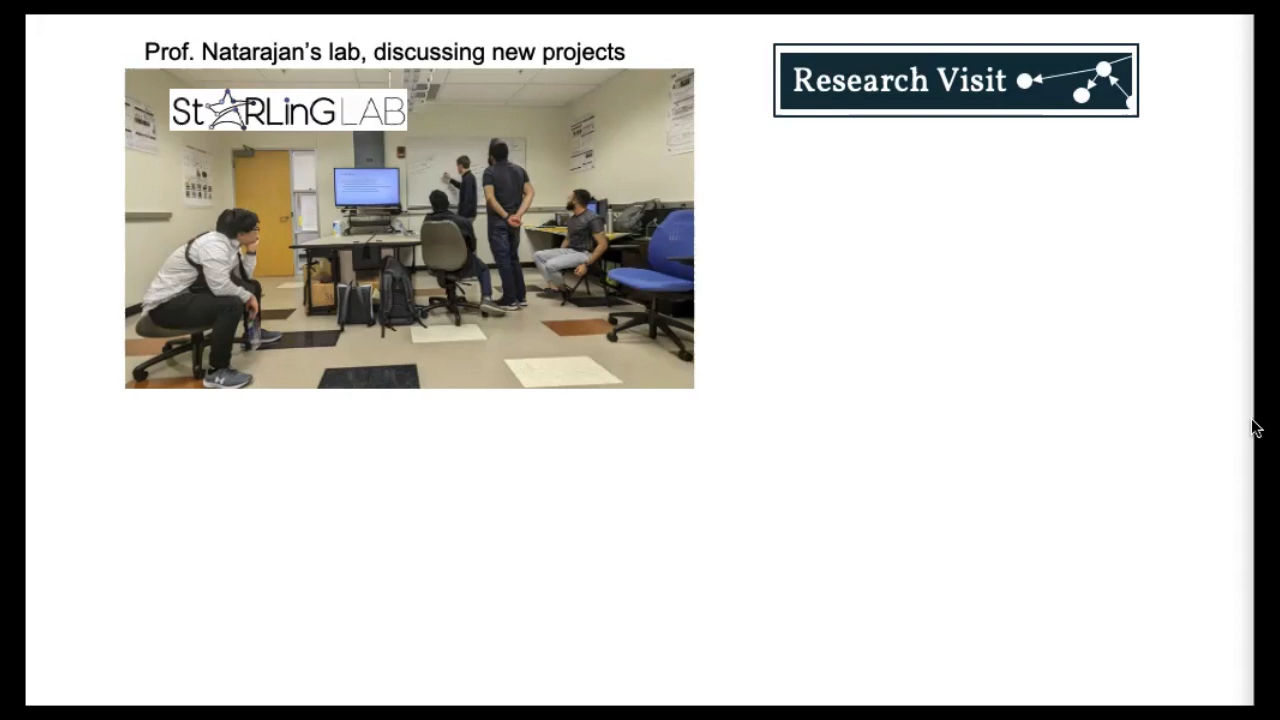 Prof. Natarajan's lab, discussing new projects
StARLinG LAB
Research Visit